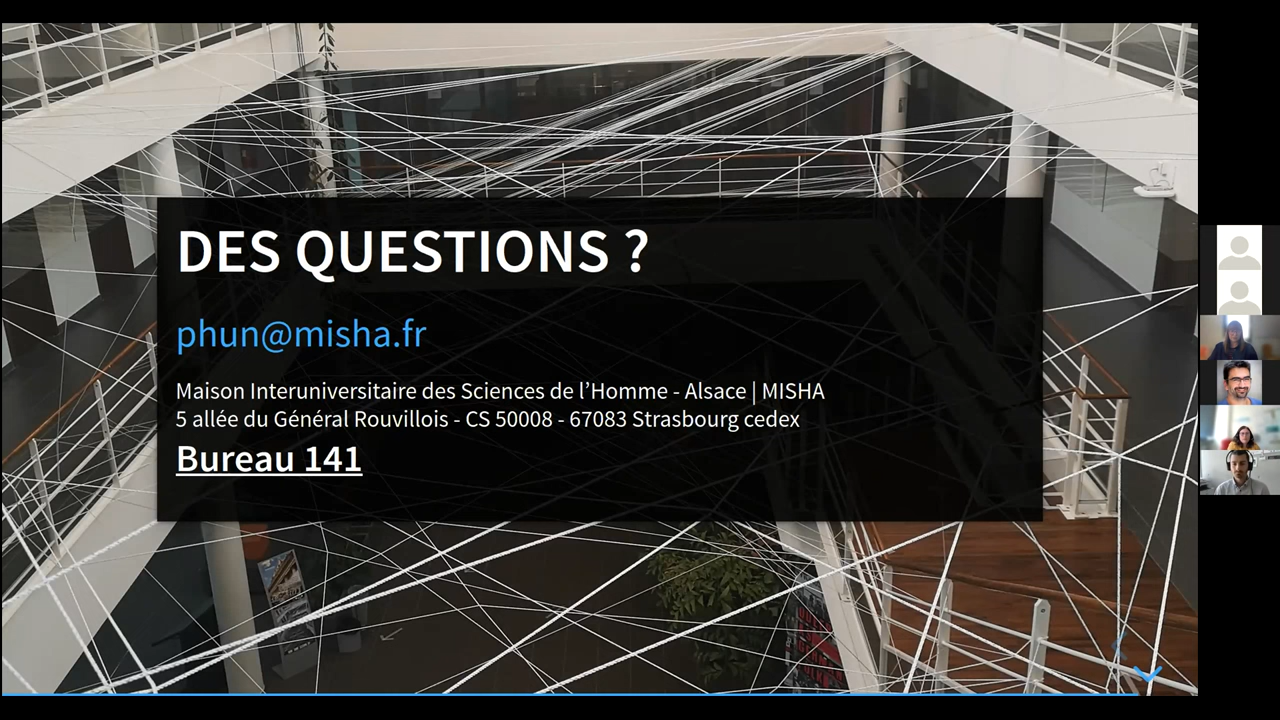 DES QUESTIONS ?
phun@misha.fr
Maison Interuniversitaire des Sciences de l’Homme - Alsace | MISHA
5 allée du Général Rouvillois - CS 50008 - 67083 Strasbourg cedex
Bureau 141